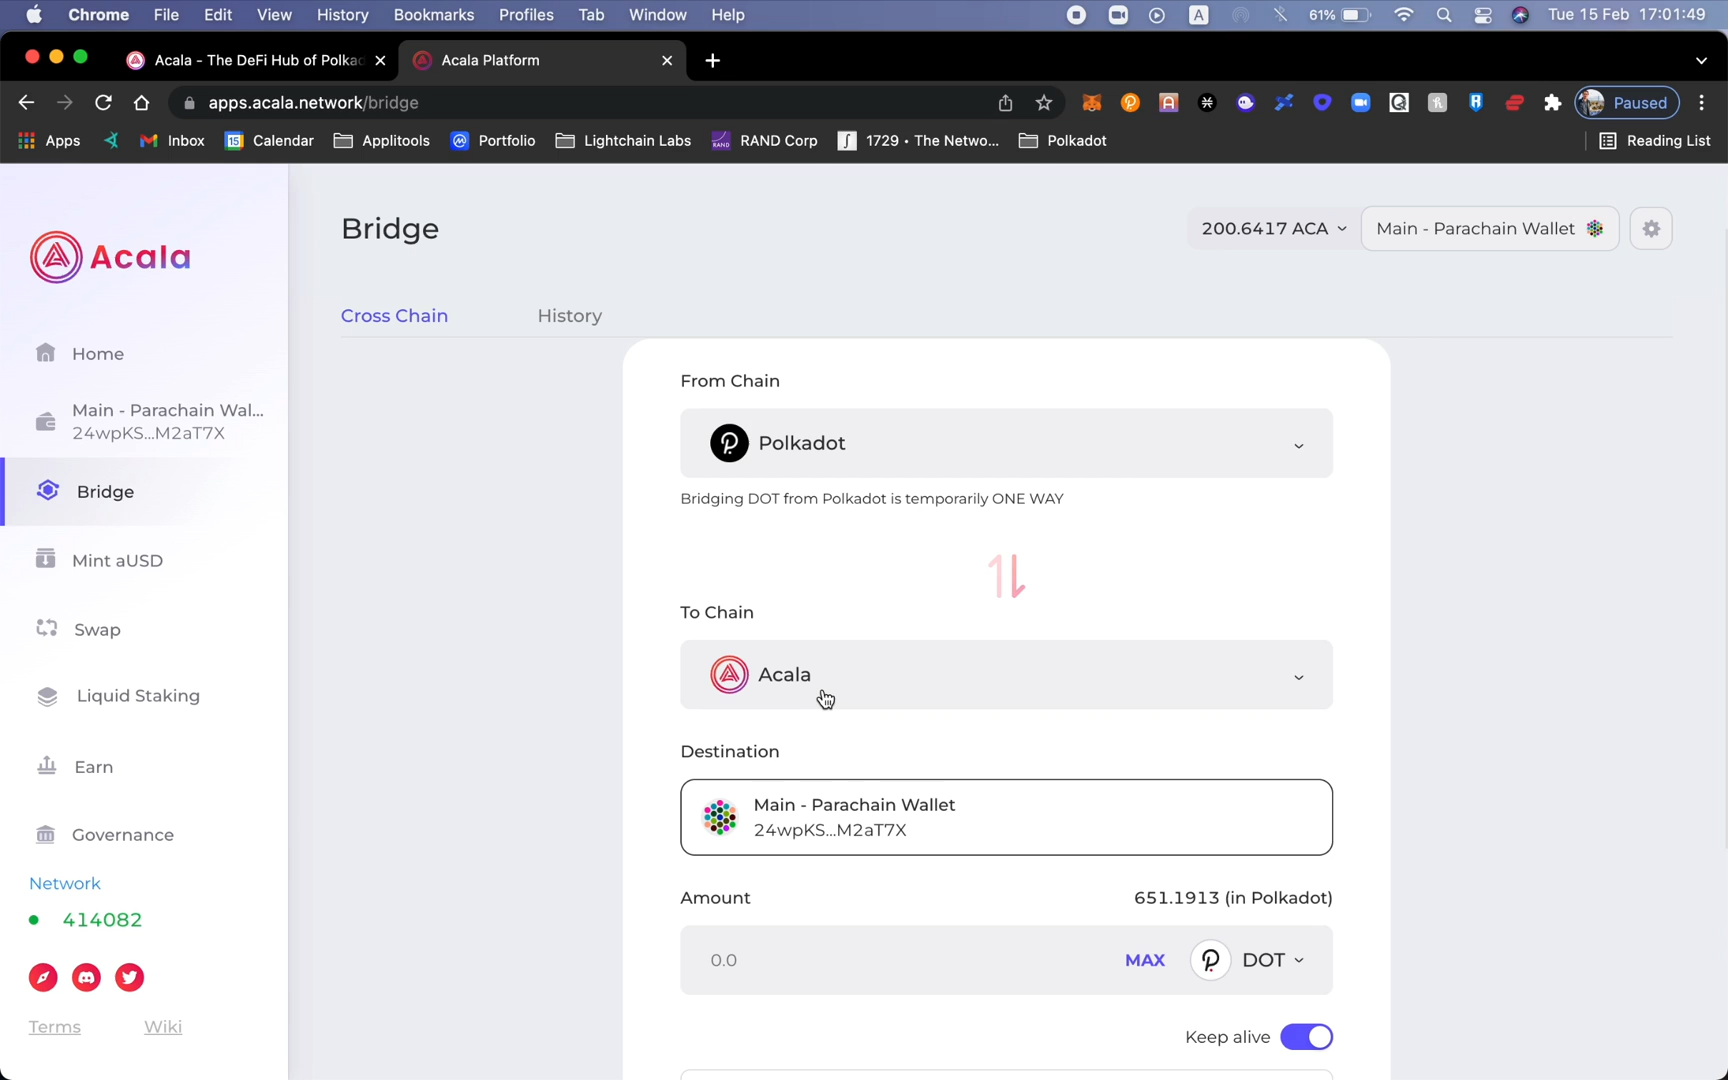 Chrome File Edit View History Bookmarks Profiles Tab Window Help A 61% Tue 15 Feb 17:01:49
Acala - The DeFi Hub of Polka
Acala Platform
apps.acala.network/bridge
Paused
Apps Inbox Calendar Applitools Portfolio Lightchain Labs RAND Corp 1729 • The Netwo... Polkadot Reading List
Acala
Bridge
200.6417 ACA
Main - Parachain Wallet
Cross Chain
History
Home
Main - Parachain Wal...
24wpKS...M2aT7X
Bridge
Mint aUSD
Swap
Liquid Staking
Earn
Governance
Network
414082
Terms
Wiki
From Chain
Polkadot
Bridging DOT from Polkadot is temporarily ONE WAY
To Chain
Acala
Destination
Main - Parachain Wallet
24wpKS...M2aT7X
Amount
651.1913 (in Polkadot)
0.0
MAX
DOT
Keep alive